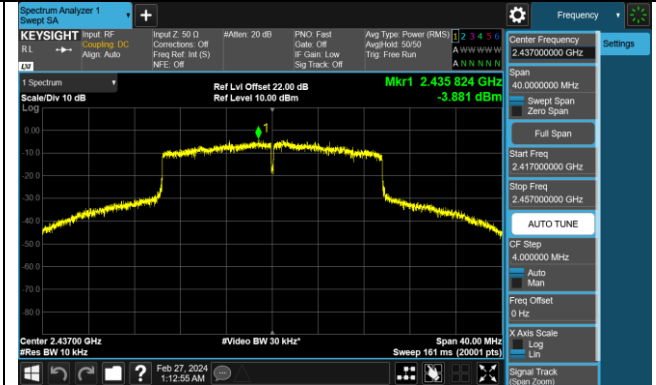 Spectrum Analyzer 1
Swept SA
Frequency
KEYSIGHT
Input: RF
Input Z: 50 Ω
#Atten: 20 dB
PNO: Fast
Avg Type: Power (RMS)
1 2 3 4 5 6
RL
Coupling: DC
Corrections: Off
Gate: Off
Avg|Hold: 50/50
A W W W W W
Align: Auto
Freq Ref: Int (S)
IF Gain: Low
Trig: Free Run
LXI
NFE: Off
Sig Track: Off
A N N N N N
1 Spectrum
Scale/Div 10 dB
Ref Lvl Offset 22.00 dB
Ref Level 10.00 dBm
Mkr1 2.435 824 GHz
-3.881 dBm
Log
1
0.00
-10.0
-20.0
-30.0
-40.0
-50.0
-60.0
-70.0
-80.0
Center 2.43700 GHz
#Video BW 30 kHz*
Span 40.00 MHz
#Res BW 10 kHz
Sweep 161 ms (20001 pts)
Feb 27, 2024
1:12:55 AM
Center Frequency
2.437000000 GHz
Settings
Span
40.0000000 MHz
Swept Span
Zero Span
Full Span
Start Freq
2.417000000 GHz
Stop Freq
2.457000000 GHz
AUTO TUNE
CF Step
4.000000 MHz
Auto
Man
Freq Offset
0 Hz
X Axis Scale
Log
Lin
Signal Track
(Span Zoom)